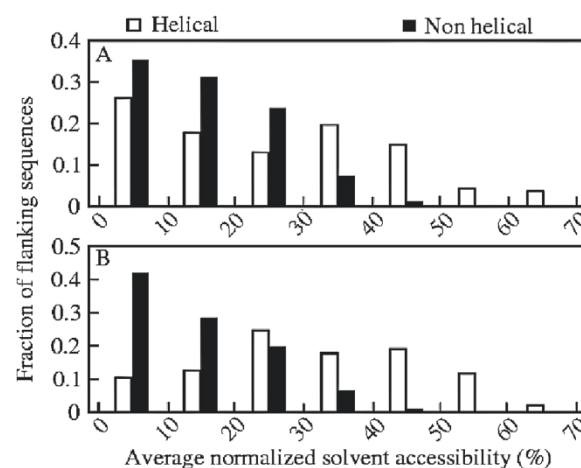 Helical Non helical
Fraction of flanking sequences
A
0.4
0.3
0.2
0.1
0
0 10 20 30 40 50 60 70
B
0.5
0.4
0.3
0.2
0.1
0
0 10 20 30 40 50 60 70
Average normalized solvent accessibility (%)